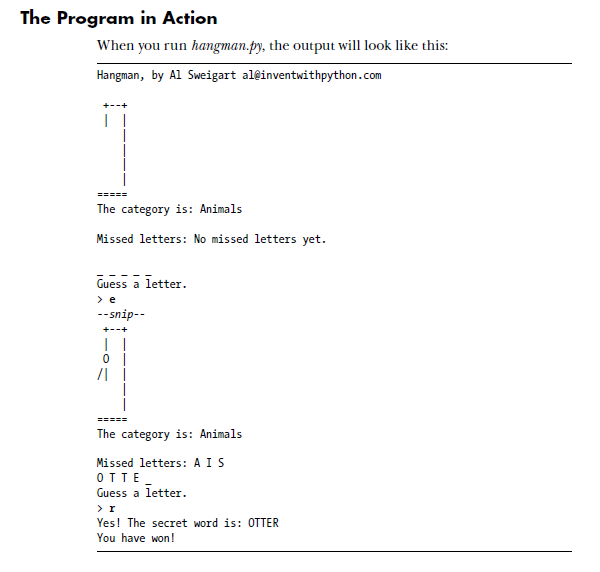 The Program in Action
When you run hangman.py, the output will look like this:
Hangman, by Al Sweigart al@inventwithpython.com
 +--+
 |  |
    |
    |
    |
    |
=====
The category is: Animals
Missed letters: No missed letters yet.
_ _ _ _ _
Guess a letter.
> e
--snip--
 +--+
 |  |
 O  |
/|  |
    |
    |
=====
The category is: Animals
Missed letters: A I S
O T T E _
Guess a letter.
> r
Yes! The secret word is: OTTER
You have won!